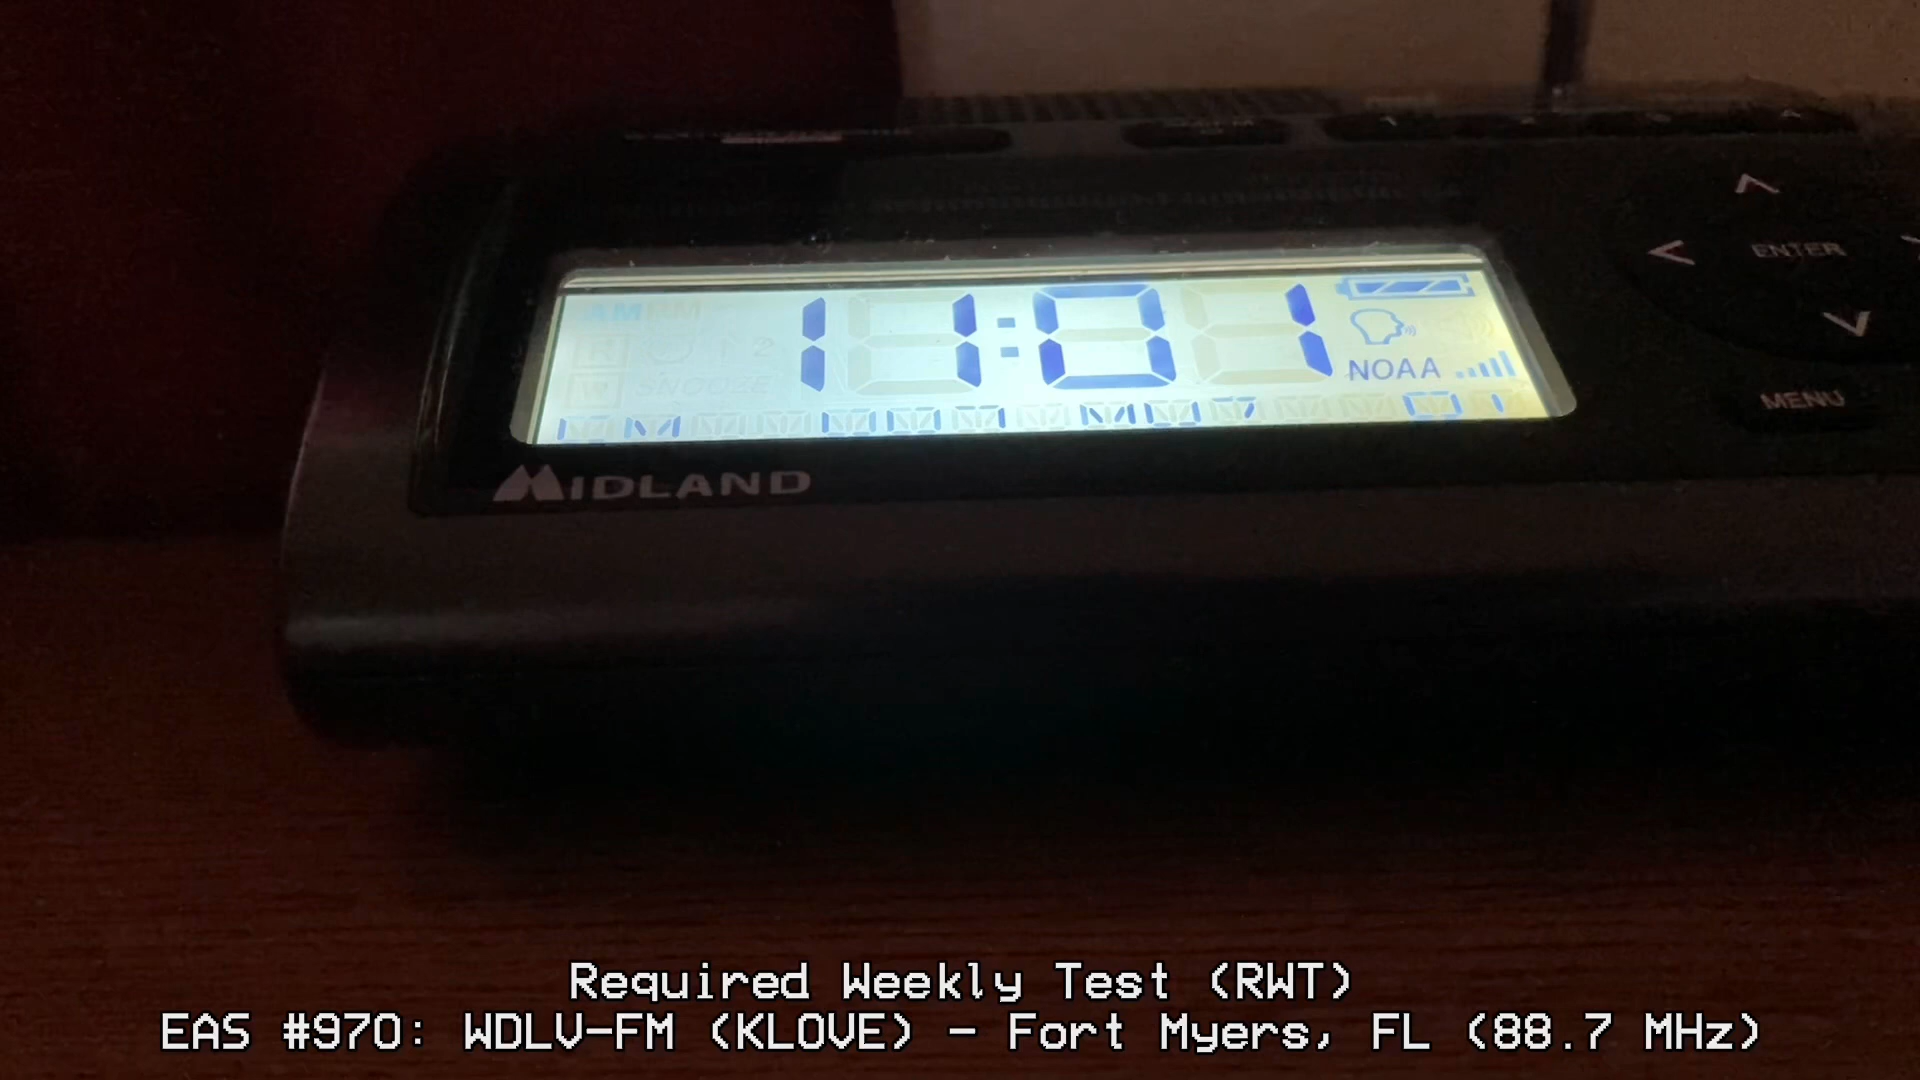 AM
11:01
NOAA
MIDLAND
ENTER
MENU
Required Weekly Test (RWT)
EAS #970: WDLV-FM (KLOVE) - Fort Myers, FL (88.7 MHz)